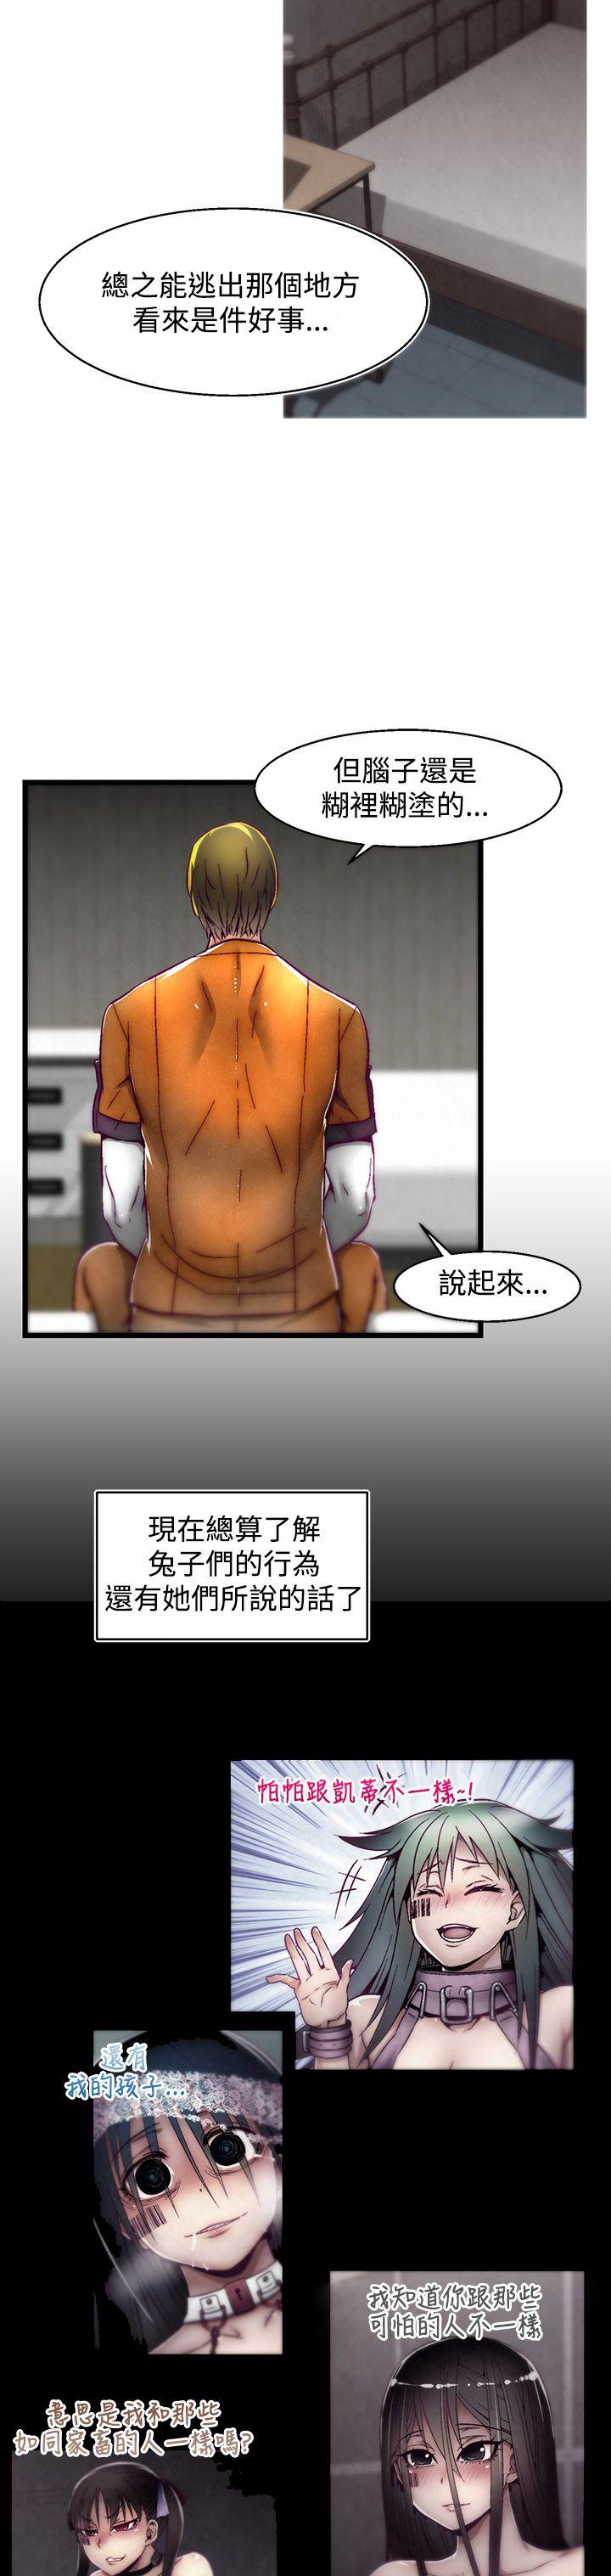 總之能逃出那個地方
看來是件好事...
但腦子還是
糊裡糊塗的...
說起來...
現在總算了解
兔子們的行為
還有她們所說的話了
怕怕跟凱蒂不一樣~!
還有
我的孩子...
我知道你跟那些
可怕的人不一樣
意思是我和那些
如同家畜的人一樣嗎?